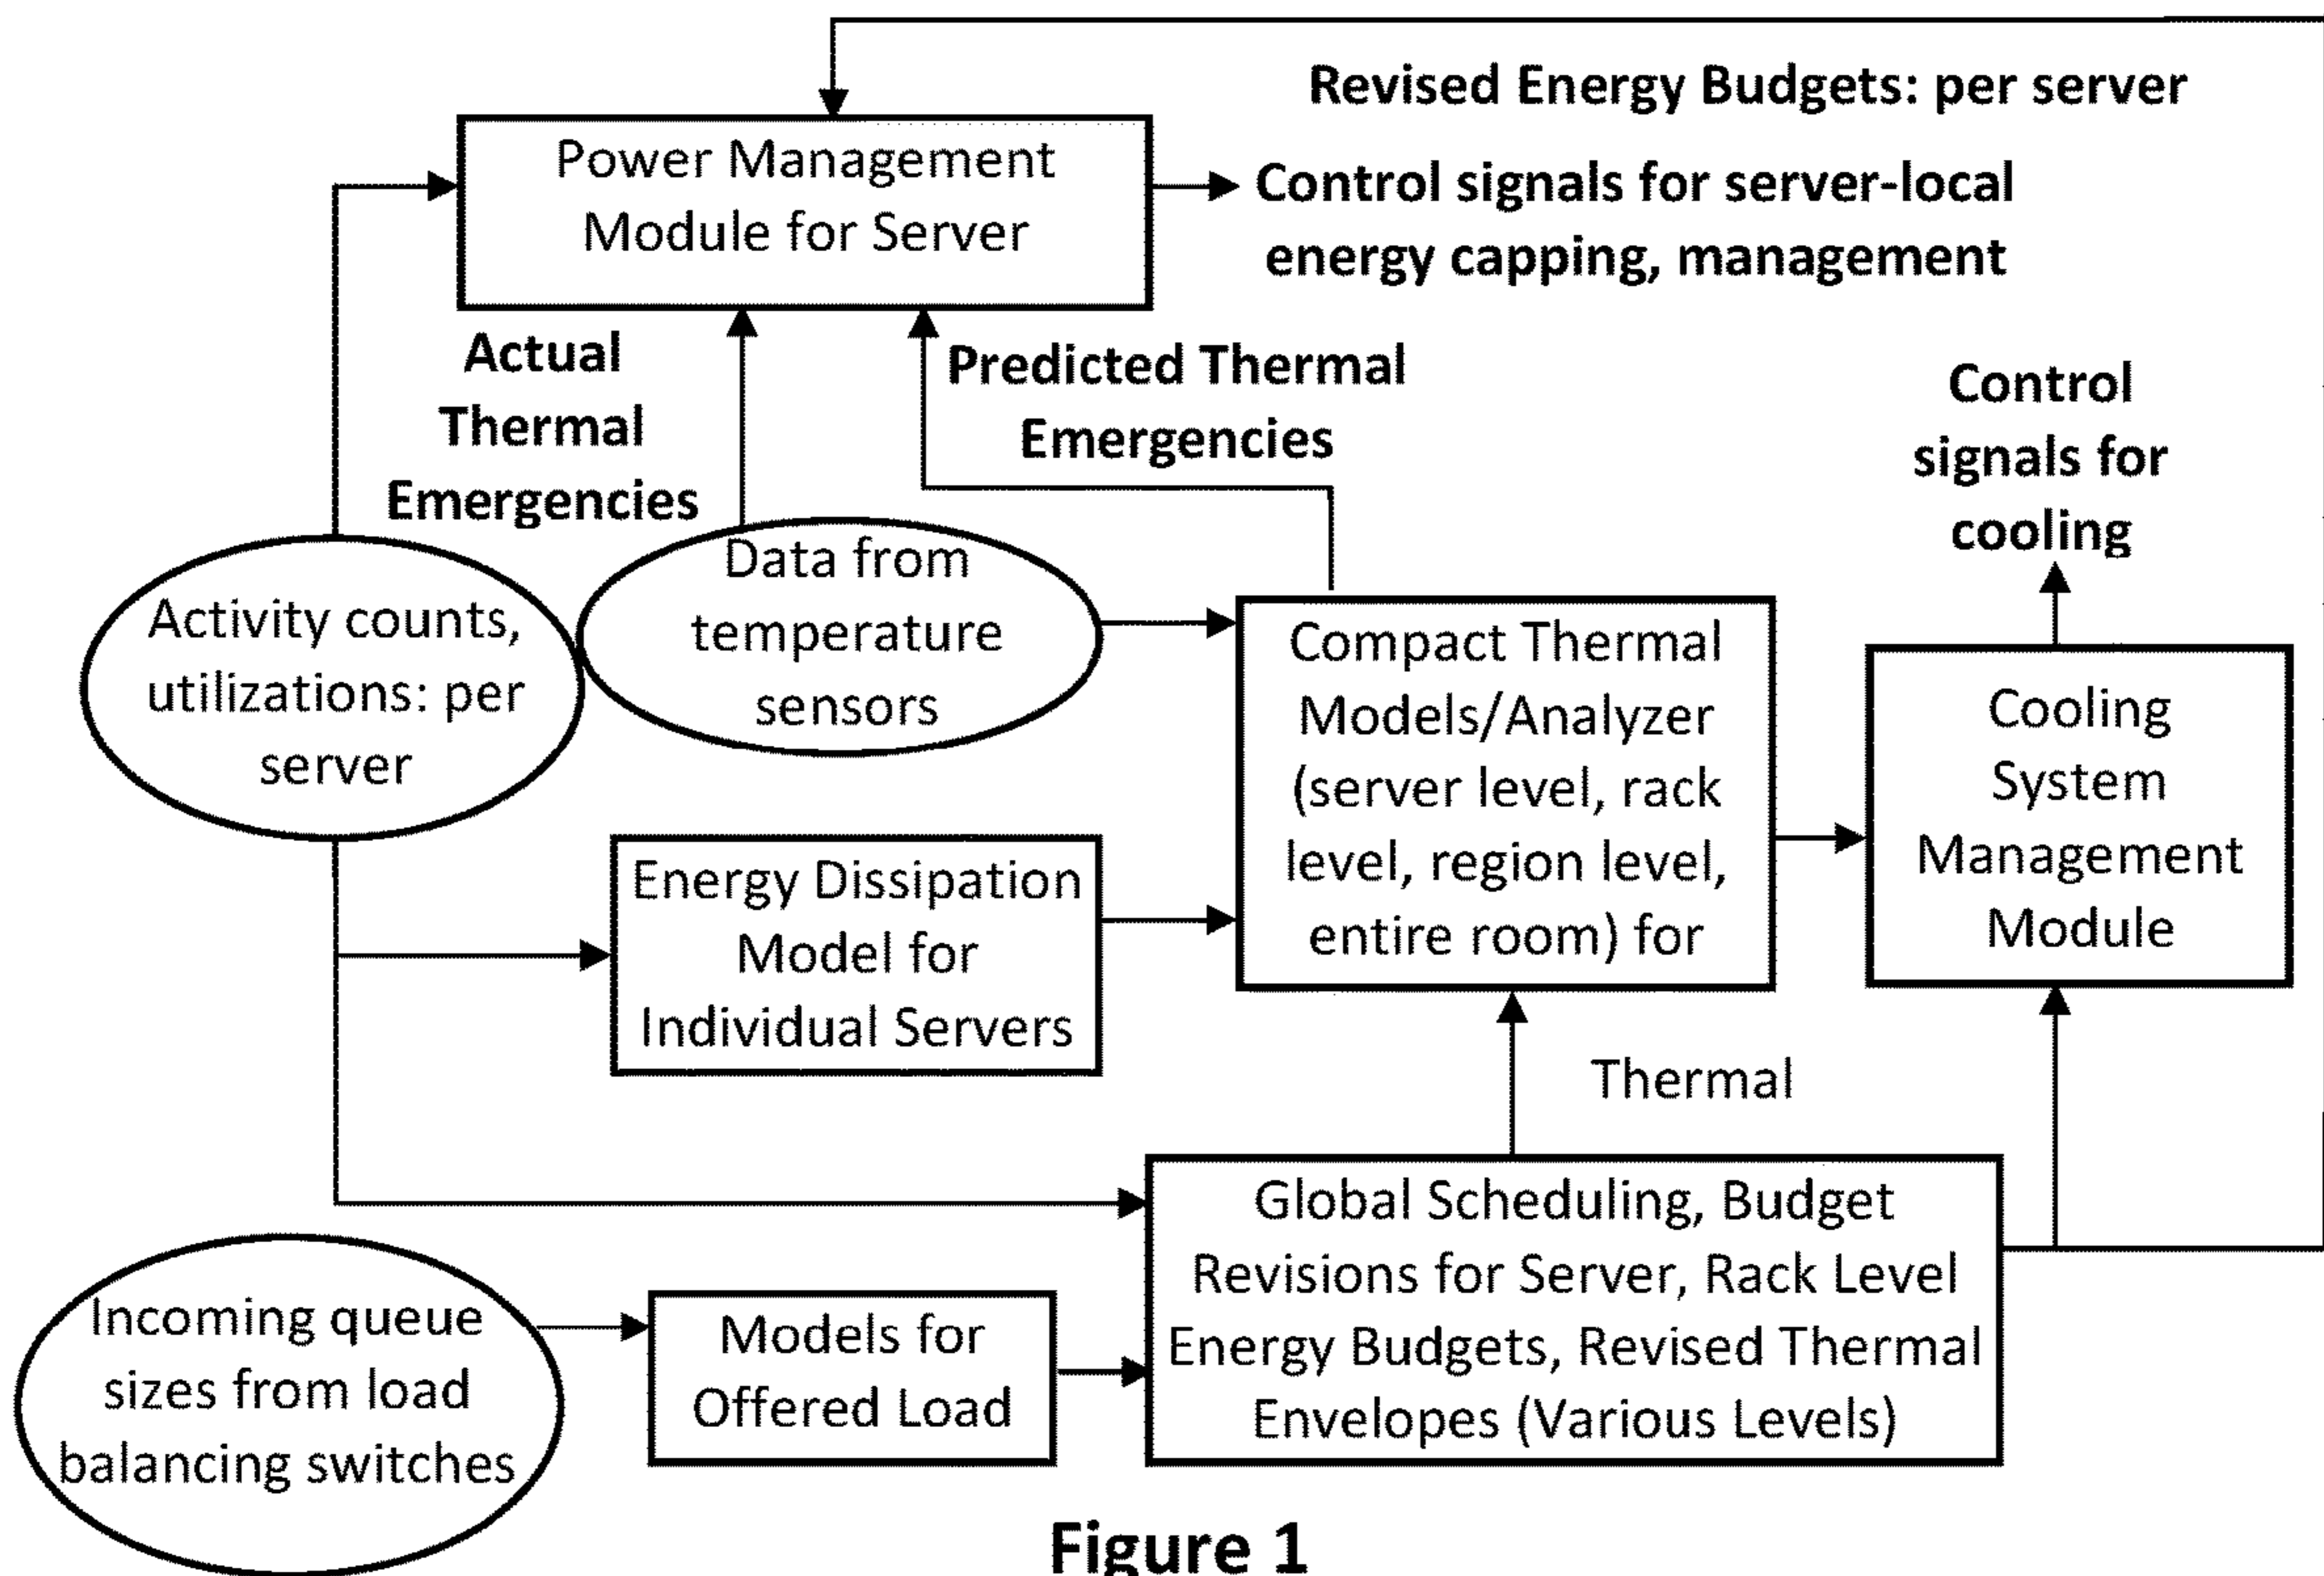 Revised Energy Budgets: per server
Power Management
Module for Server
Control signals for server-local
energy capping, management
Actual
Thermal
Emergencies
Predicted Thermal
Emergencies
Control
signals for
cooling
Activity counts,
utilizations: per
server
Data from
temperature
sensors
Compact Thermal
Models/Analyzer
(server level, rack
level, region level,
entire room) for
Cooling
System
Management
Module
Energy Dissipation
Model for
Individual Servers
Thermal
Global Scheduling, Budget
Revisions for Server, Rack Level
Energy Budgets, Revised Thermal
Envelopes (Various Levels)
Incoming queue
sizes from load
balancing switches
Models for
Offered Load
Figure 1